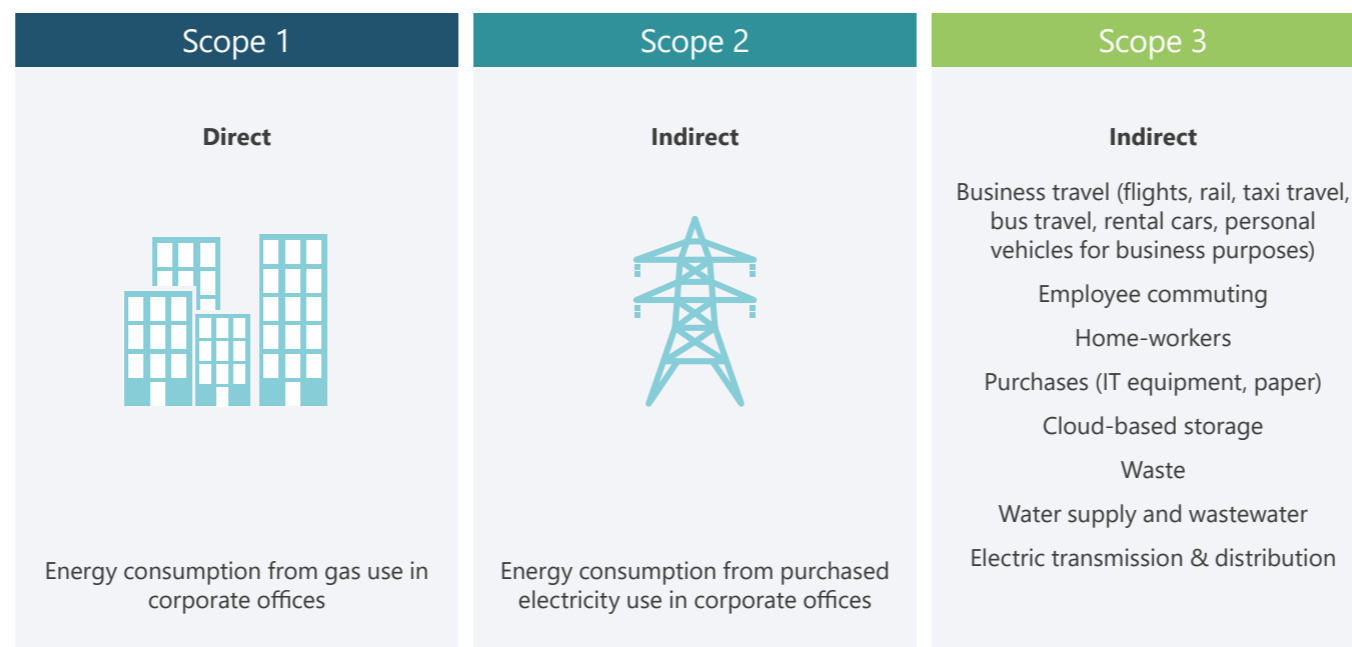 Scope 1
Direct
Energy consumption from gas use in
corporate offices
Scope 2
Indirect
Energy consumption from purchased
electricity use in corporate offices
Scope 3
Indirect
Business travel (flights, rail, taxi travel,
bus travel, rental cars, personal
vehicles for business purposes)
Employee commuting
Home-workers
Purchases (IT equipment, paper)
Cloud-based storage
Waste
Water supply and wastewater
Electric transmission & distribution